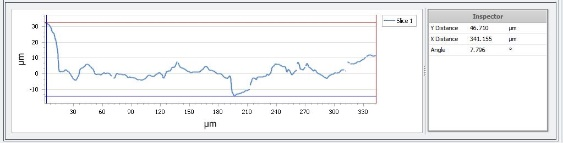 Slice 1
µm
30
20
10
0
-10
30 60 90 120 150 180 210 240 270 300 330
µm
Inspector
Y Distance 46.710 µm
X Distance 341.155 µm
Angle 7.796 °